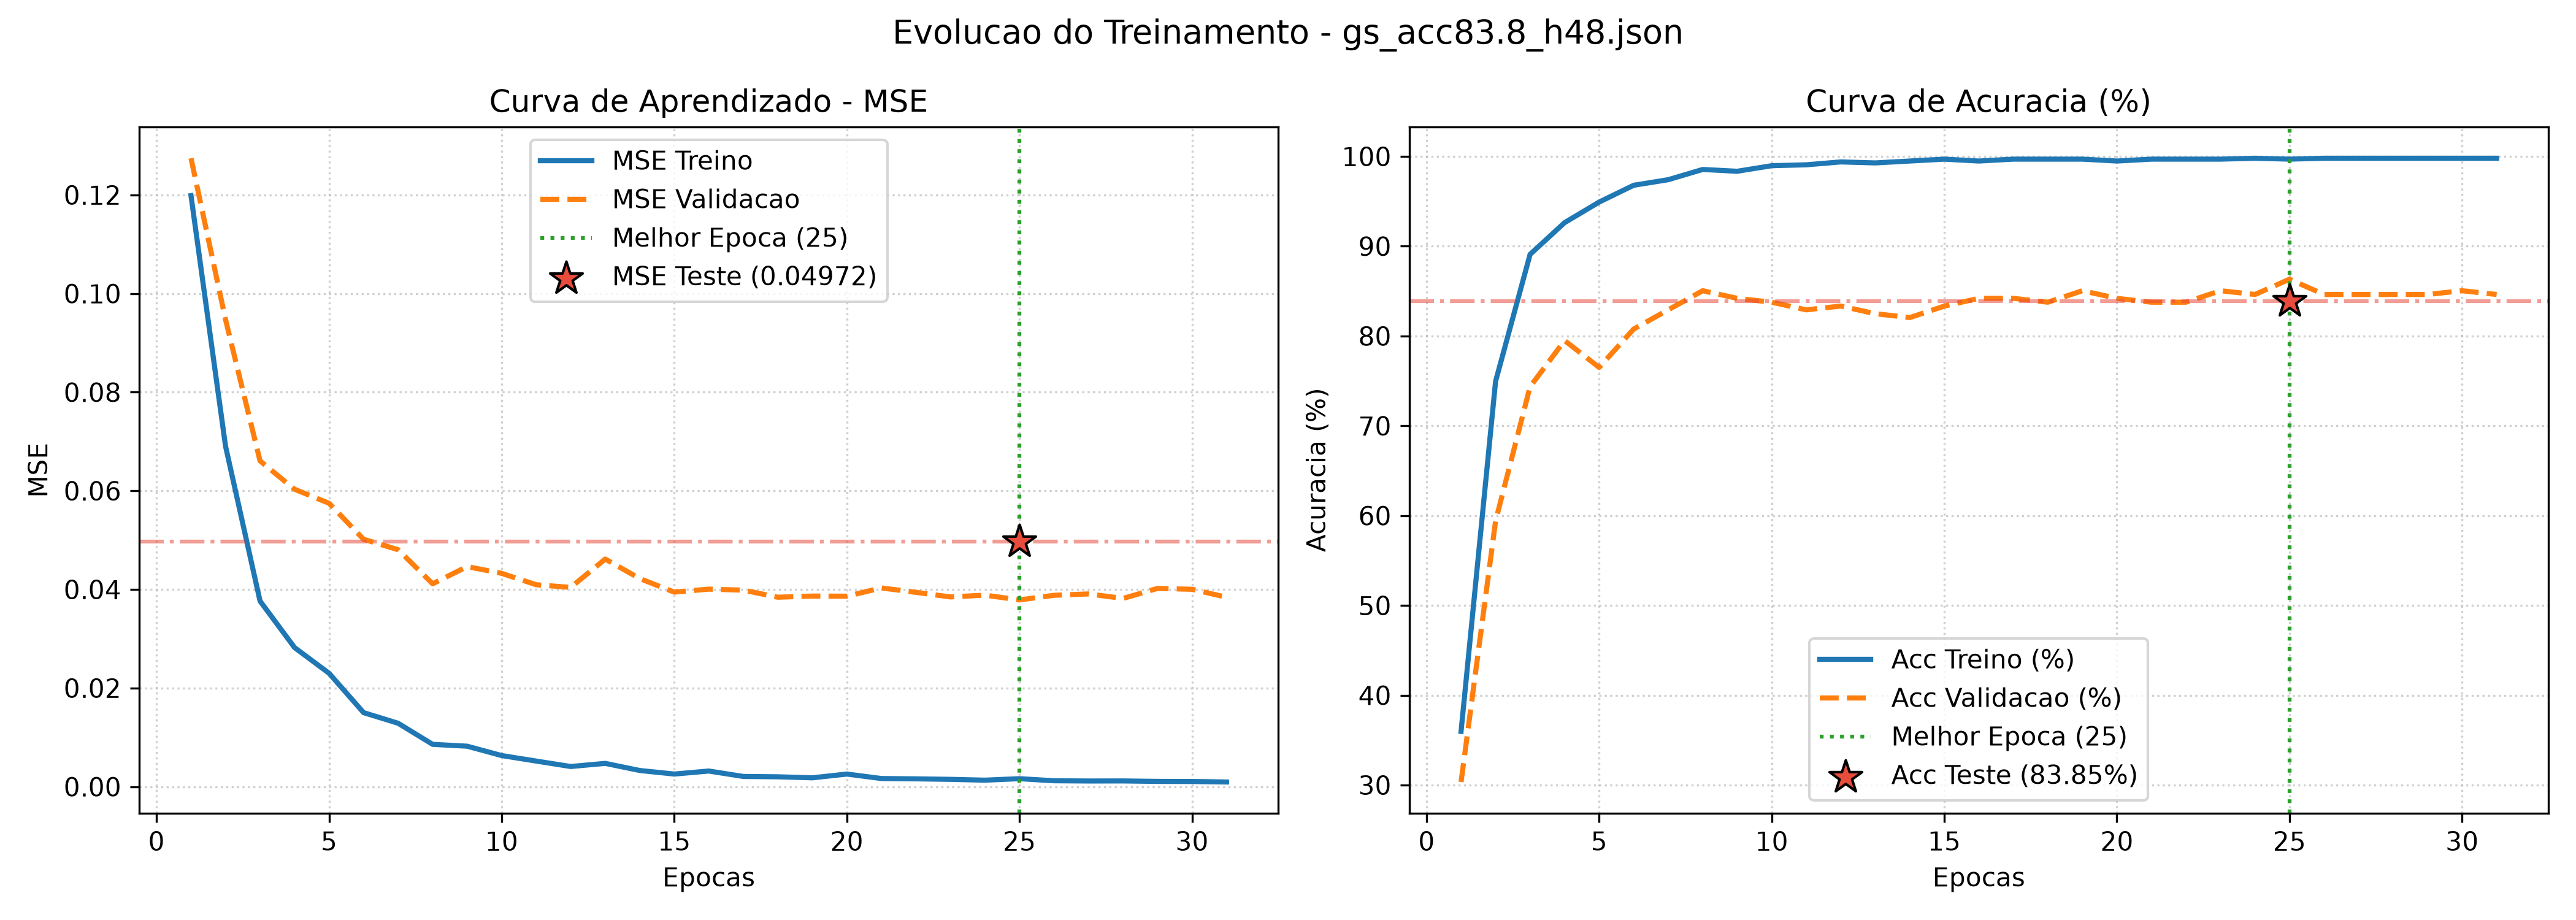 Evolucao do Treinamento - gs_acc83.8_h48.json
Curva de Aprendizado - MSE
MSE
0.12
0.10
0.08
0.06
0.04
0.02
0.00
MSE Treino
MSE Validacao
Melhor Epoca (25)
MSE Teste (0.04972)
0
5
10
15
20
25
30
Epocas
Curva de Acuracia (%)
Acuracia (%)
100
90
80
70
60
50
40
30
Acc Treino (%)
Acc Validacao (%)
Melhor Epoca (25)
Acc Teste (83.85%)
0
5
10
15
20
25
30
Epocas